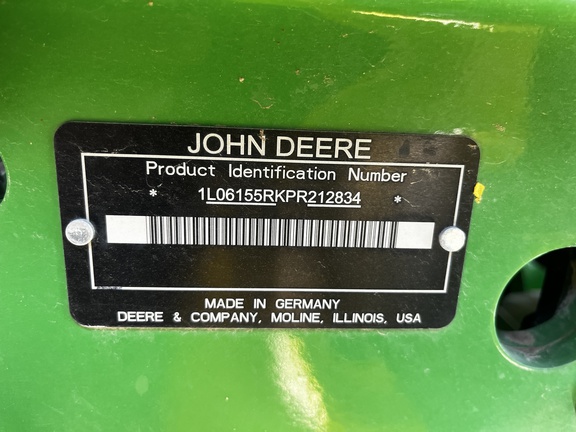 JOHN DEERE
Product Identification Number
* 1L06155RKPR212834 *
MADE IN GERMANY
DEERE & COMPANY, MOLINE, ILLINOIS, USA